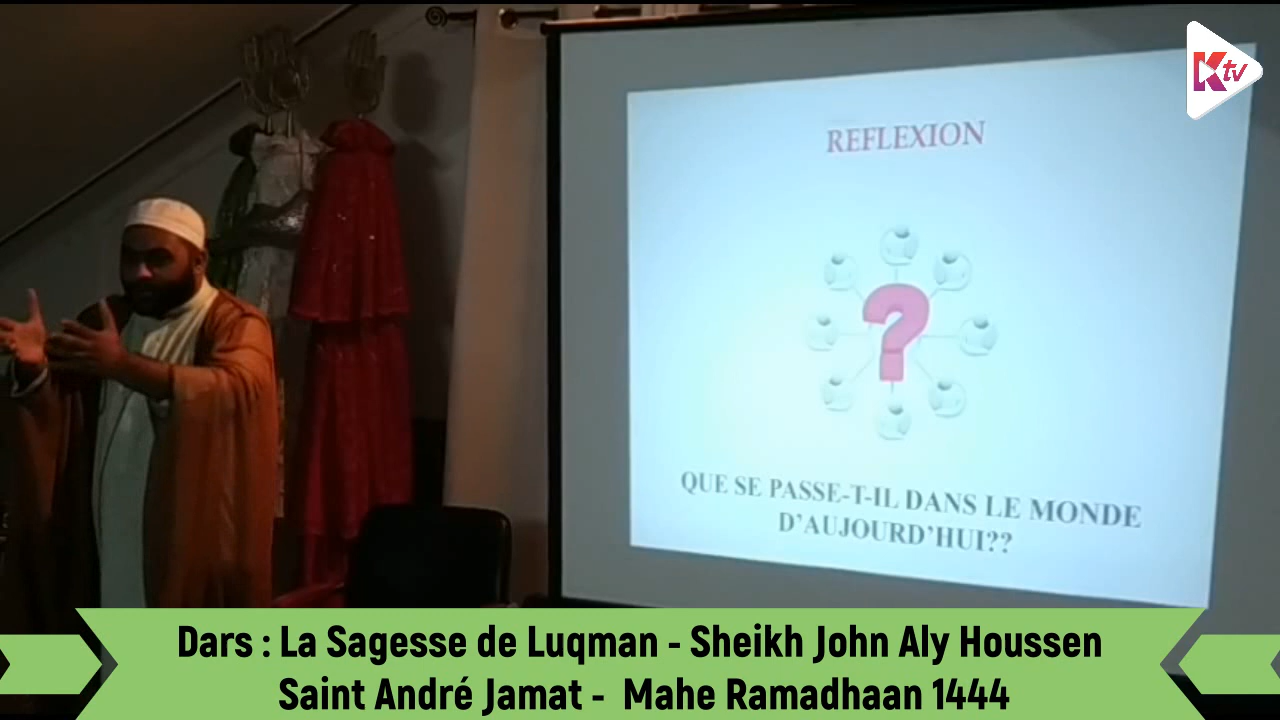 Ktv
REFLEXION
?
QUE SE PASSE-T-IL DANS LE MONDE
D'AUJOURD'HUI??
Dars : La Sagesse de Luqman - Sheikh John Aly Houssen
Saint André Jamat - Mahe Ramadhaan 1444